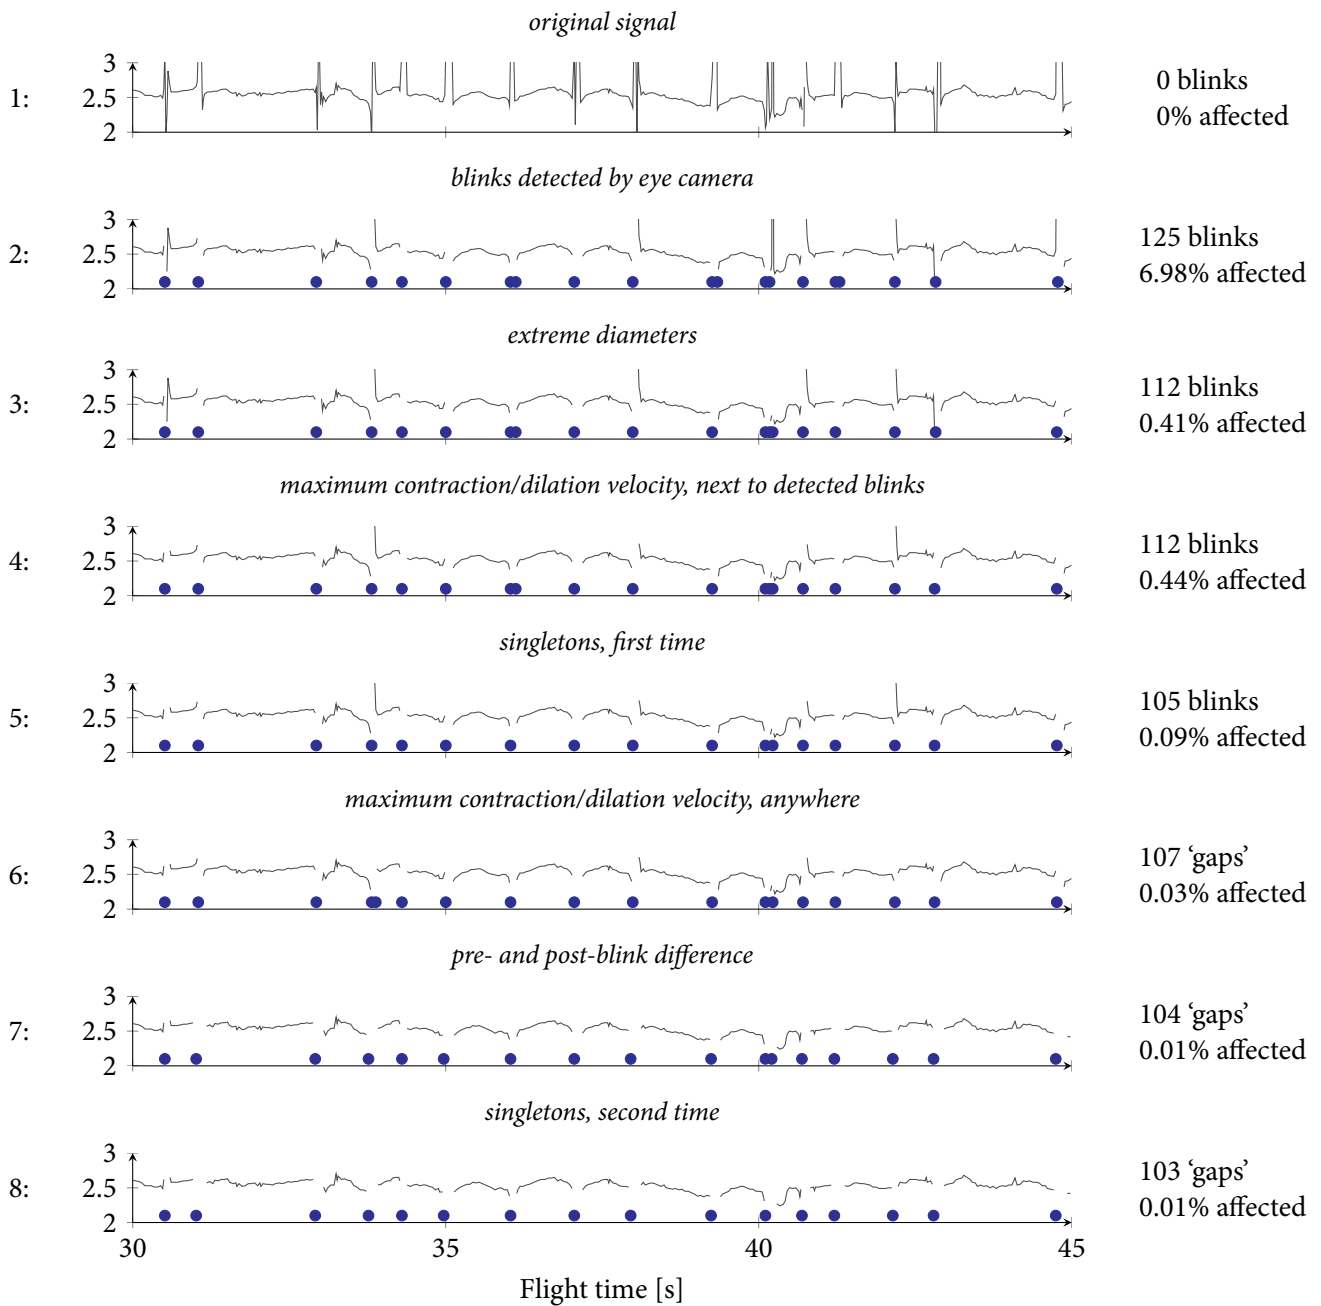 original signal
3
2.5
2
1:
0 blinks
0% affected
blinks detected by eye camera
3
2.5
2
2:
125 blinks
6.98% affected
extreme diameters
3
2.5
2
3:
112 blinks
0.41% affected
maximum contraction/dilation velocity, next to detected blinks
3
2.5
2
4:
112 blinks
0.44% affected
singletons, first time
3
2.5
2
5:
105 blinks
0.09% affected
maximum contraction/dilation velocity, anywhere
3
2.5
2
6:
107 ‘gaps’
0.03% affected
pre- and post-blink difference
3
2.5
2
7:
104 ‘gaps’
0.01% affected
singletons, second time
3
2.5
2
8:
103 ‘gaps’
0.01% affected
30 35 40 45
Flight time [s]